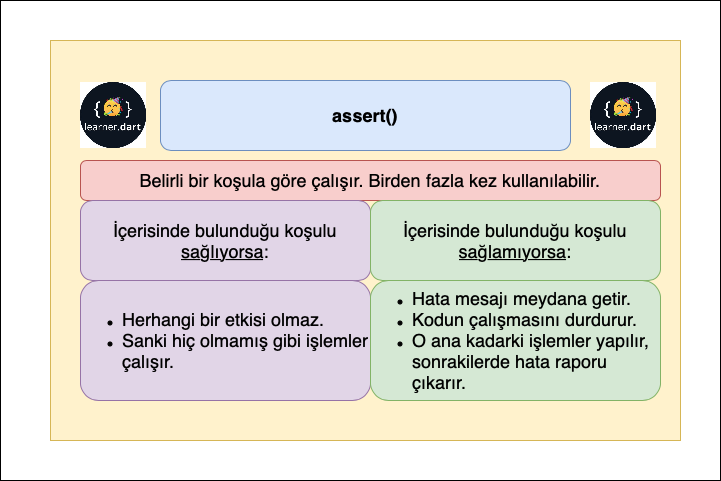 {🥳}
learner.dart
assert()
{🥳}
learner.dart
Belirli bir koşula göre çalışır. Birden fazla kez kullanılabilir.
İçerisinde bulunduğu koşulu
sağlıyorsa:
İçerisinde bulunduğu koşulu
sağlamıyorsa:
• Herhangi bir etkisi olmaz.
• Sanki hiç olmamış gibi işlemler
çalışır.
• Hata mesajı meydana getir.
• Kodun çalışmasını durdurur.
• O ana kadarki işlemler yapılır,
sonrakilerde hata raporu
çıkarır.